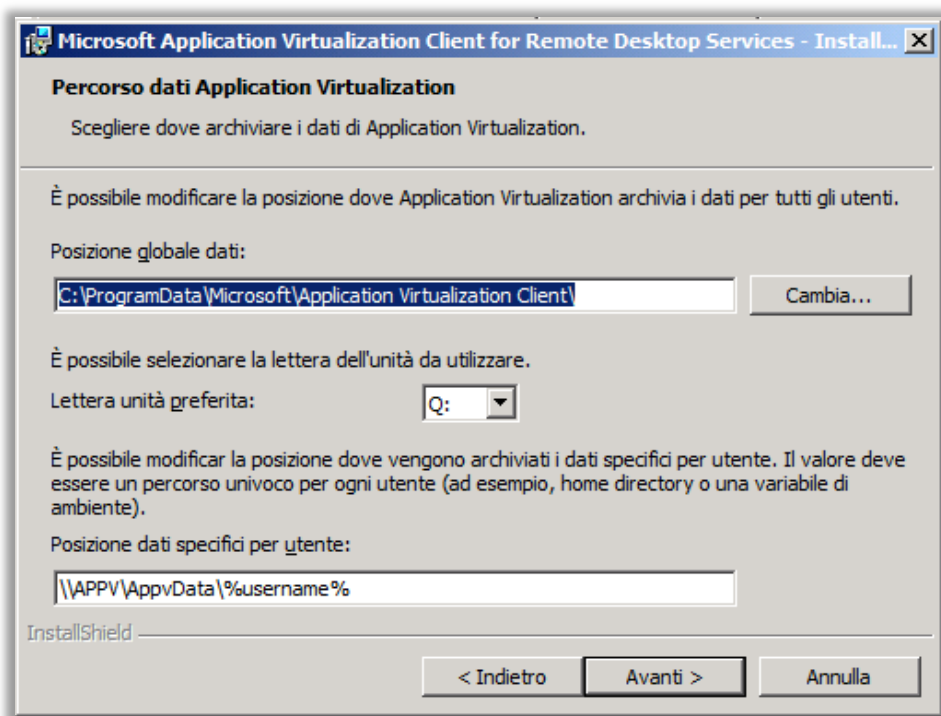 Microsoft Application Virtualization Client for Remote Desktop Services - Install...
Percorso dati Application Virtualization
Scegliere dove archiviare i dati di Application Virtualization.
È possibile modificare la posizione dove Application Virtualization archivia i dati per tutti gli utenti.
Posizione globale dati:
C:\ProgramData\Microsoft\Application Virtualization Client\
Cambia...
È possibile selezionare la lettera dell'unità da utilizzare.
Lettera unità preferita:
Q:
È possibile modificar la posizione dove vengono archiviati i dati specifici per utente. Il valore deve
essere un percorso univoco per ogni utente (ad esempio, home directory o una variabile di
ambiente).
Posizione dati specifici per utente:
\\APPV\AppvData\%username%
InstallShield
< Indietro
Avanti >
Annulla